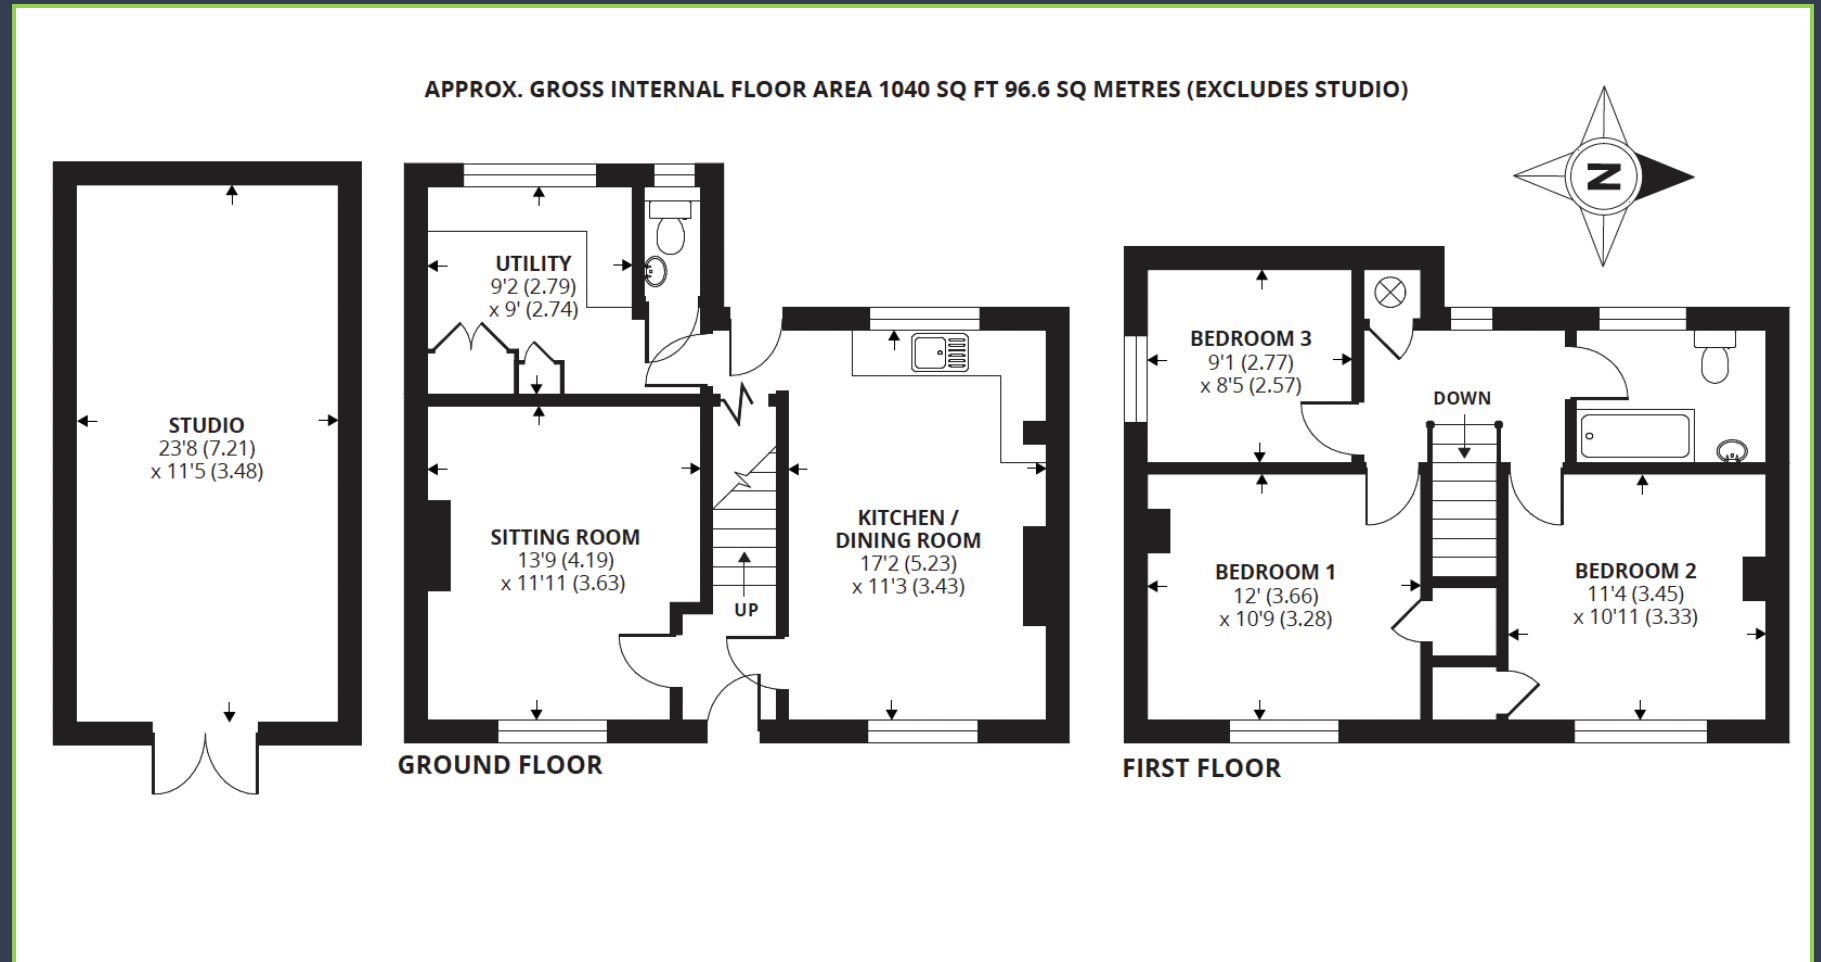 APPROX. GROSS INTERNAL FLOOR AREA 1040 SQ FT 96.6 SQ METRES (EXCLUDES STUDIO)
N
STUDIO
23'8 (7.21)
x 11'5 (3.48)
UTILITY
9'2 (2.79)
x 9' (2.74)
SITTING ROOM
13'9 (4.19)
x 11'11 (3.63)
UP
KITCHEN /
DINING ROOM
17'2 (5.23)
x 11'3 (3.43)
GROUND FLOOR
BEDROOM 3
9'1 (2.77)
x 8'5 (2.57)
DOWN
BEDROOM 1
12' (3.66)
x 10'9 (3.28)
BEDROOM 2
11'4 (3.45)
x 10'11 (3.33)
FIRST FLOOR